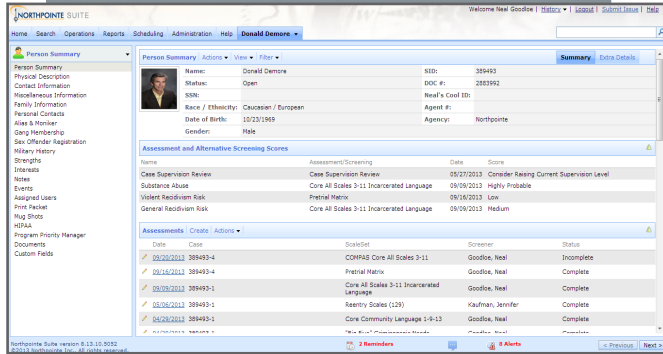 NORTHPOINTE SUITE
Welcome Neal Goodloe | History | Logout | Submit Issue | Help
Home Search Operations Reports Scheduling Administration Help Donald Demore
Person Summary
Person Summary
Physical Description
Contact Information
Miscellaneous Information
Family Information
Personal Contacts
Alias & Moniker
Gang Membership
Sex Offender Registration
Military History
Strengths
Interests
Notes
Events
Assigned Users
Print Packet
Mug Shots
HIPAA
Program Priority Manager
Documents
Custom Fields
Person Summary Actions View Filter Summary Extra Details
Name: Donald Demore SID: 389493
Status: Open DOC #: 2883992
SSN: Neal's Cool ID:
Race / Ethnicity: Caucasian / European Agent #:
Date of Birth: 10/23/1969 Agency: Northpointe
Gender: Male
Assessment and Alternative Screening Scores
Name Assessment/Screening Date Score
Case Supervision Review Case Supervision Review 05/27/2013 Consider Raising Current Supervision Level
Substance Abuse Core All Scales 3-11 Incarcerated Language 09/09/2013 Highly Probable
Violent Recidivism Risk Pretrial Matrix 09/16/2013 Low
General Recidivism Risk Core All Scales 3-11 Incarcerated Language 09/09/2013 Medium
Assessments Create Actions
Date Case ScaleSet Screener Status
09/20/2013 389493-4 COMPAS Core All Scales 3-11 Goodloe, Neal Incomplete
09/16/2013 389493-4 Pretrial Matrix Goodloe, Neal Complete
09/09/2013 389493-1 Core All Scales 3-11 Incarcerated Language Goodloe, Neal Complete
05/06/2013 389493-1 Reentry Scales (129) Kaufman, Jennifer Complete
04/29/2013 389493-1 Core Community Language 1-9-13 Goodloe, Neal Complete
Northpointe Suite version 8.13.10.3052
©2013 Northpointe Inc.. All rights reserved.
2 Reminders 8 Alerts < Previous Next >